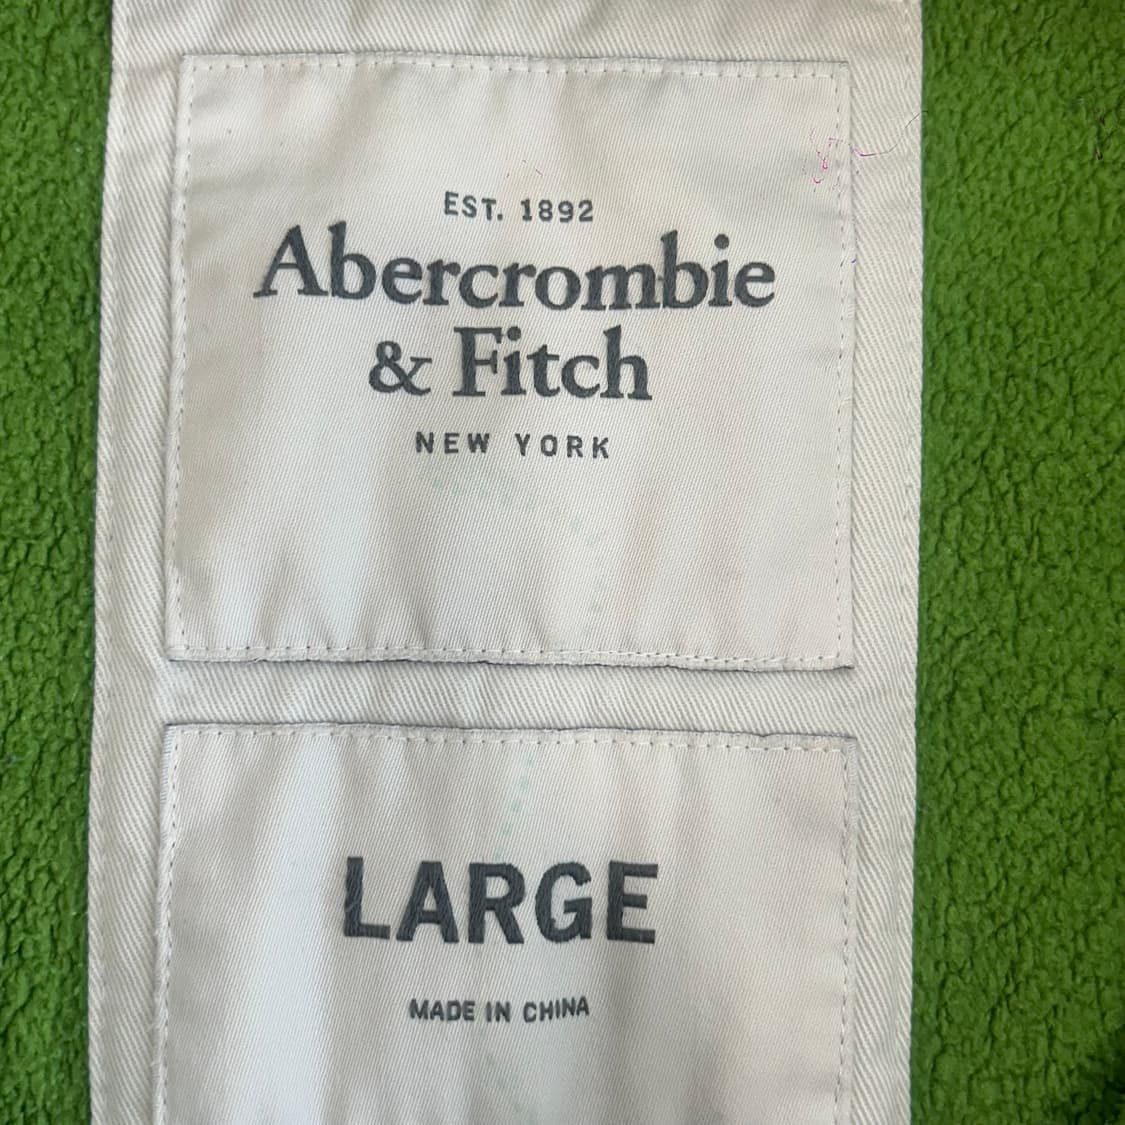 EST. 1892
Abercrombie
& Fitch
NEW YORK
LARGE
MADE IN CHINA